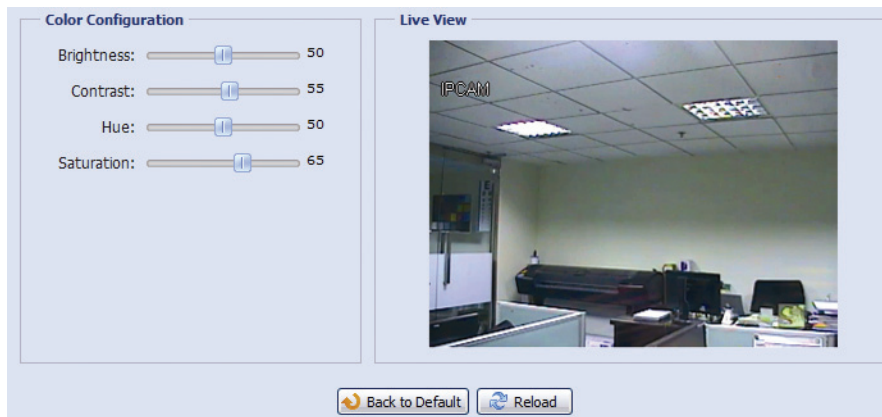 Color Configuration
Brightness: 50
Contrast: 55
Hue: 50
Saturation: 65
Live View
IPCAM
Back to Default
Reload